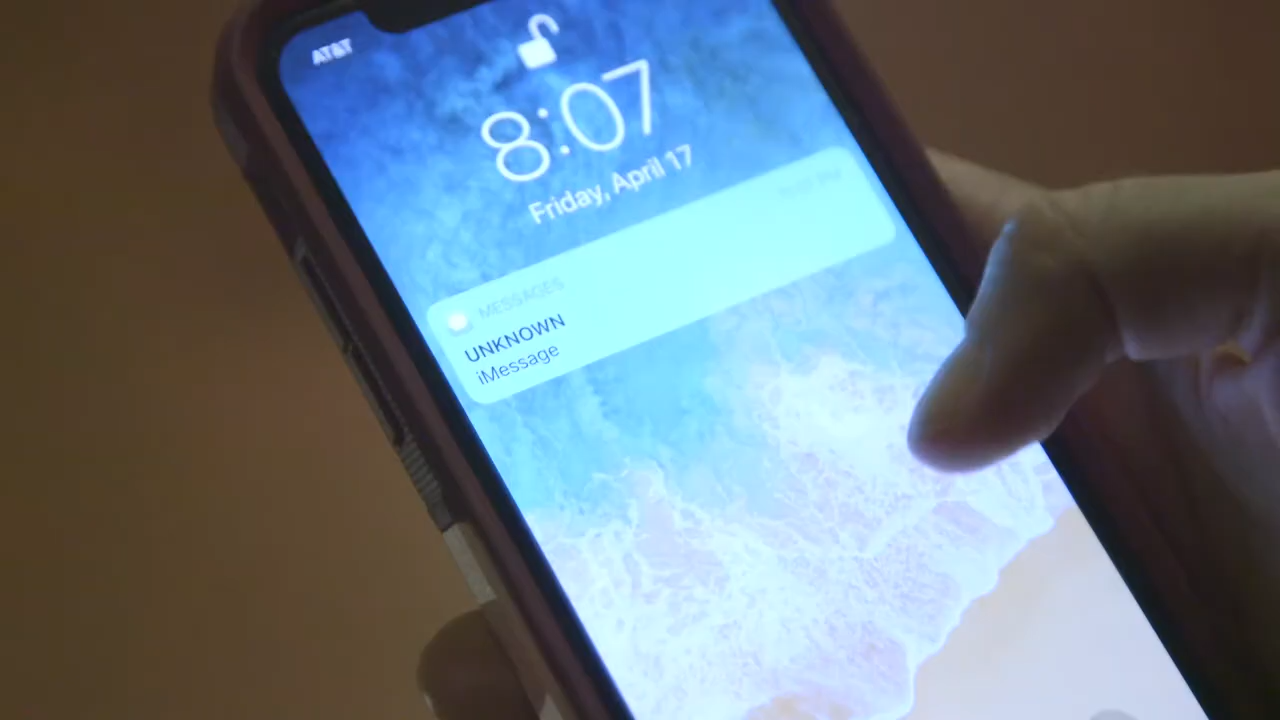 AT&T
8:07
Friday, April 17
MESSAGES
UNKNOWN
iMessage